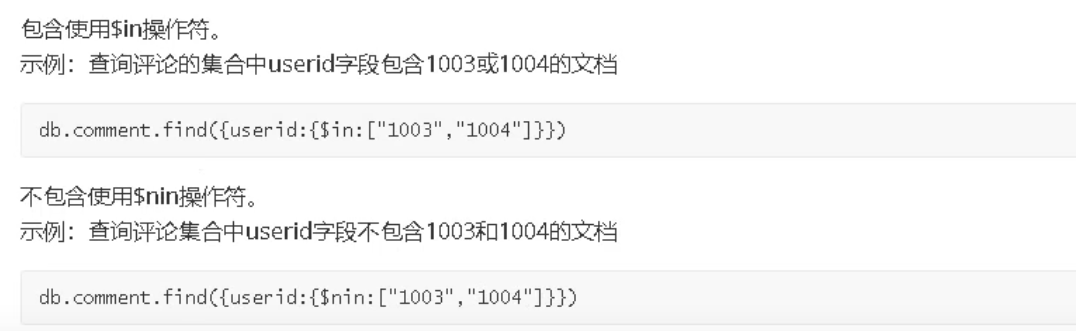 包含使用$in操作符。
示例：查询评论的集合中userid字段包含1003或1004的文档
db.comment.find({userid:{$in:["1003","1004"]}})
不包含使用$nin操作符。
示例：查询评论集合中userid字段不包含1003和1004的文档
db.comment.find({userid:{$nin:["1003","1004"]}})